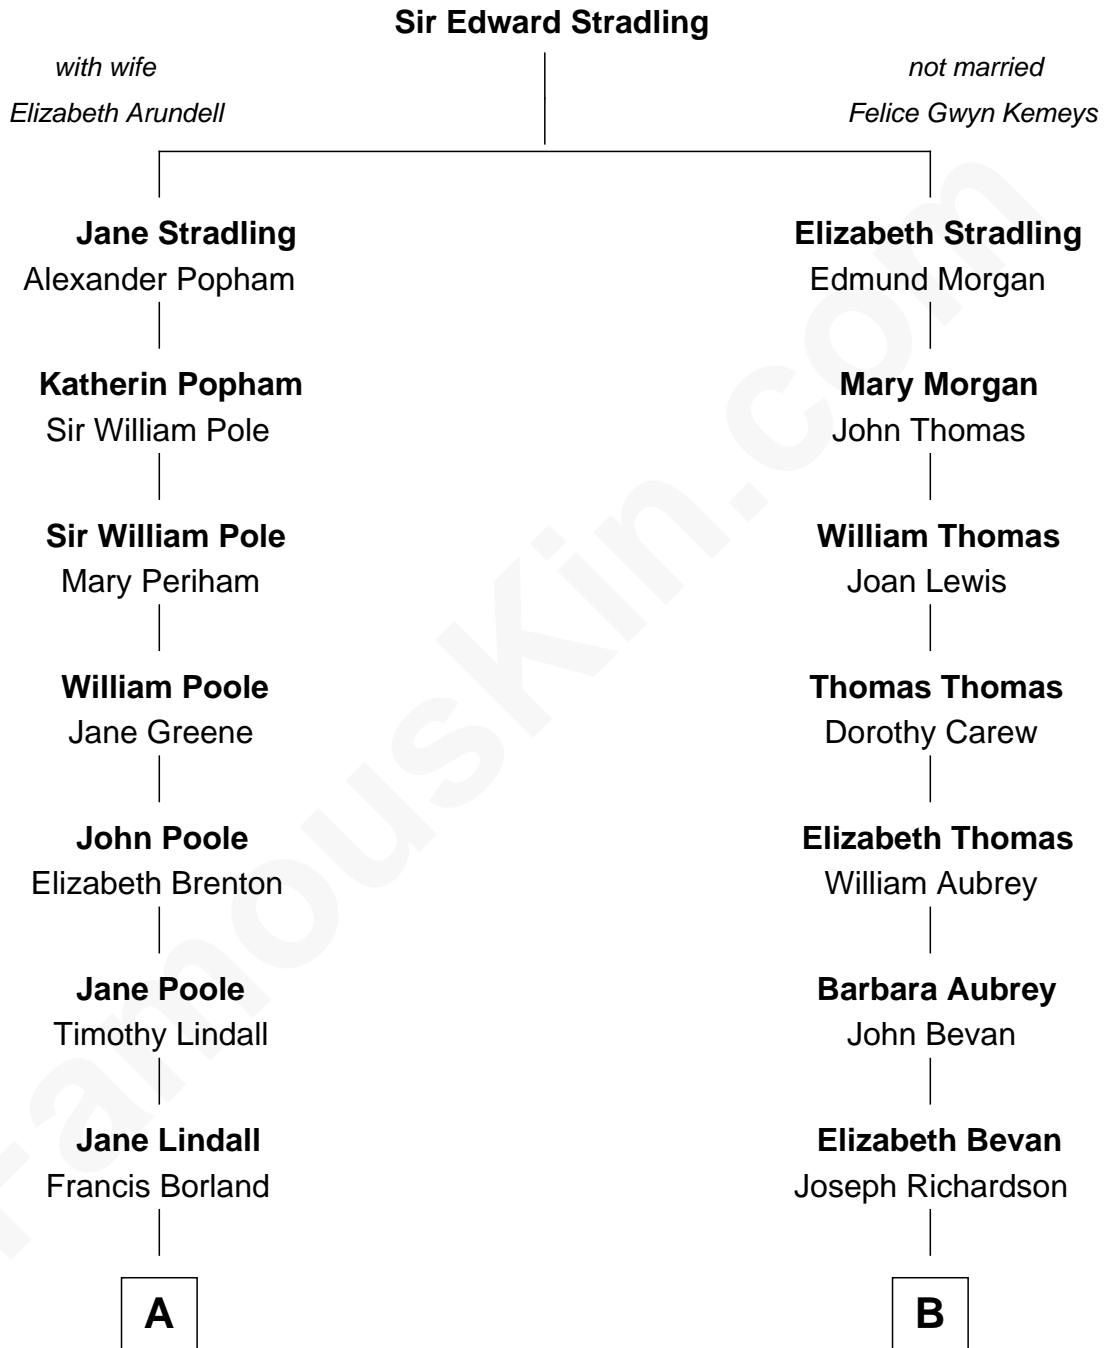 Sir Edward Stradling
with wife
Elizabeth Arundell
not married
Felice Gwyn Kemeys
Jane Stradling
Alexander Popham
Elizabeth Stradling
Edmund Morgan
Katherin Popham
Sir William Pole
Mary Morgan
John Thomas
Sir William Pole
Mary Periham
William Thomas
Joan Lewis
William Poole
Jane Greene
Thomas Thomas
Dorothy Carew
John Poole
Elizabeth Brenton
Elizabeth Thomas
William Aubrey
Jane Poole
Timothy Lindall
Barbara Aubrey
John Bevan
Jane Lindall
Francis Borland
Elizabeth Bevan
Joseph Richardson
A
B
FamousKin.com